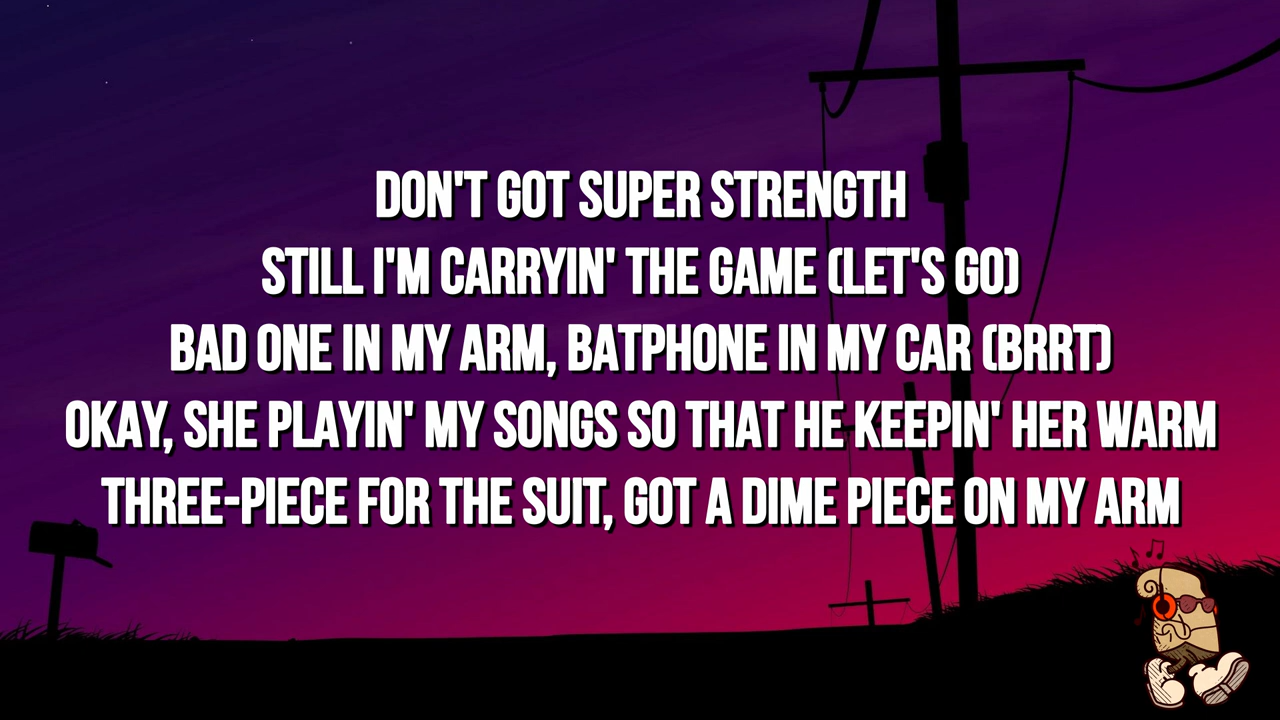 DON'T GOT SUPER STRENGTH
STILL I'M CARRYIN' THE GAME (LET'S GO)
BAD ONE IN MY ARM, BATPHONE IN MY CAR (BRRT)
OKAY, SHE PLAYIN' MY SONGS SO THAT HE KEEPIN' HER WARM
THREE-PIECE FOR THE SUIT, GOT A DIME PIECE ON MY ARM